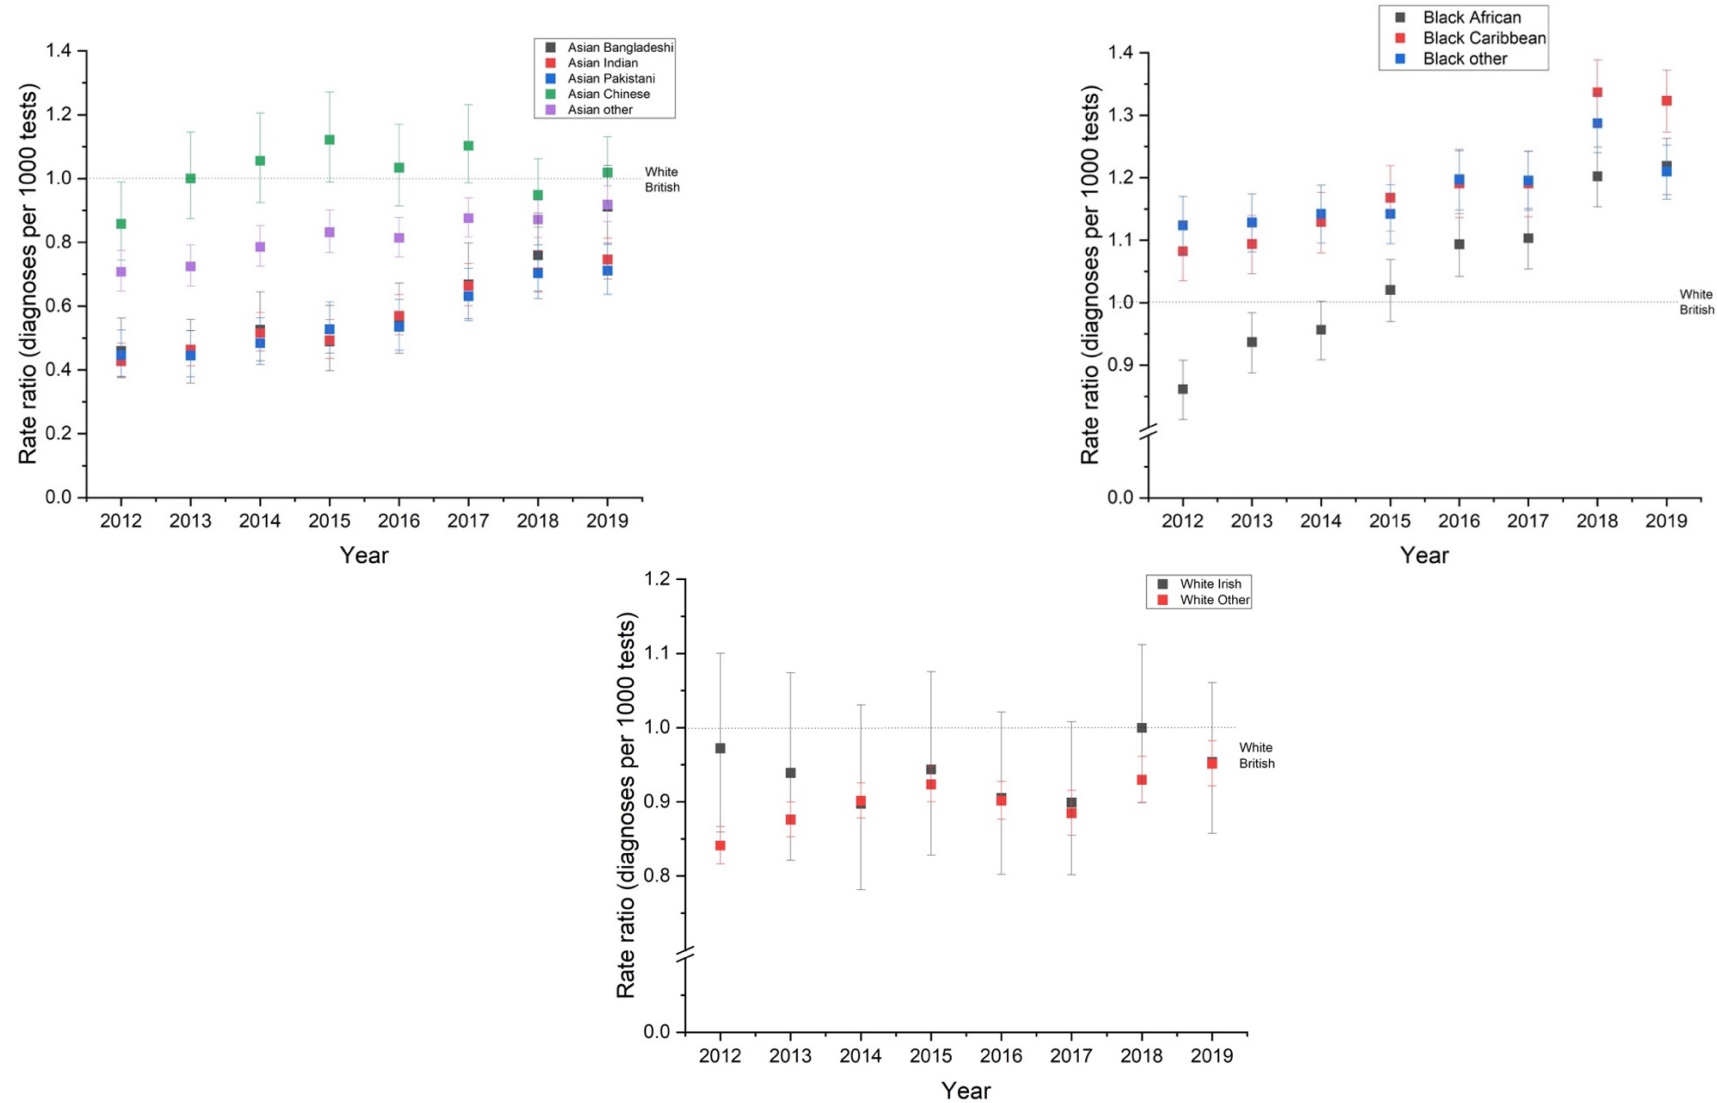 Asian Bangladeshi
Asian Indian
Asian Pakistani
Asian Chinese
Asian other
1.4
1.2
1.0
0.8
0.6
0.4
0.2
0.0
Rate ratio (diagnoses per 1000 tests)
White
British
2012 2013 2014 2015 2016 2017 2018 2019
Year
Black African
Black Caribbean
Black other
1.4
1.3
1.2
1.1
1.0
0.9
0.0
Rate ratio (diagnoses per 1000 tests)
White
British
2012 2013 2014 2015 2016 2017 2018 2019
Year
White Irish
White Other
1.2
1.1
1.0
0.9
0.8
0.0
Rate ratio (diagnoses per 1000 tests)
White
British
2012 2013 2014 2015 2016 2017 2018 2019
Year